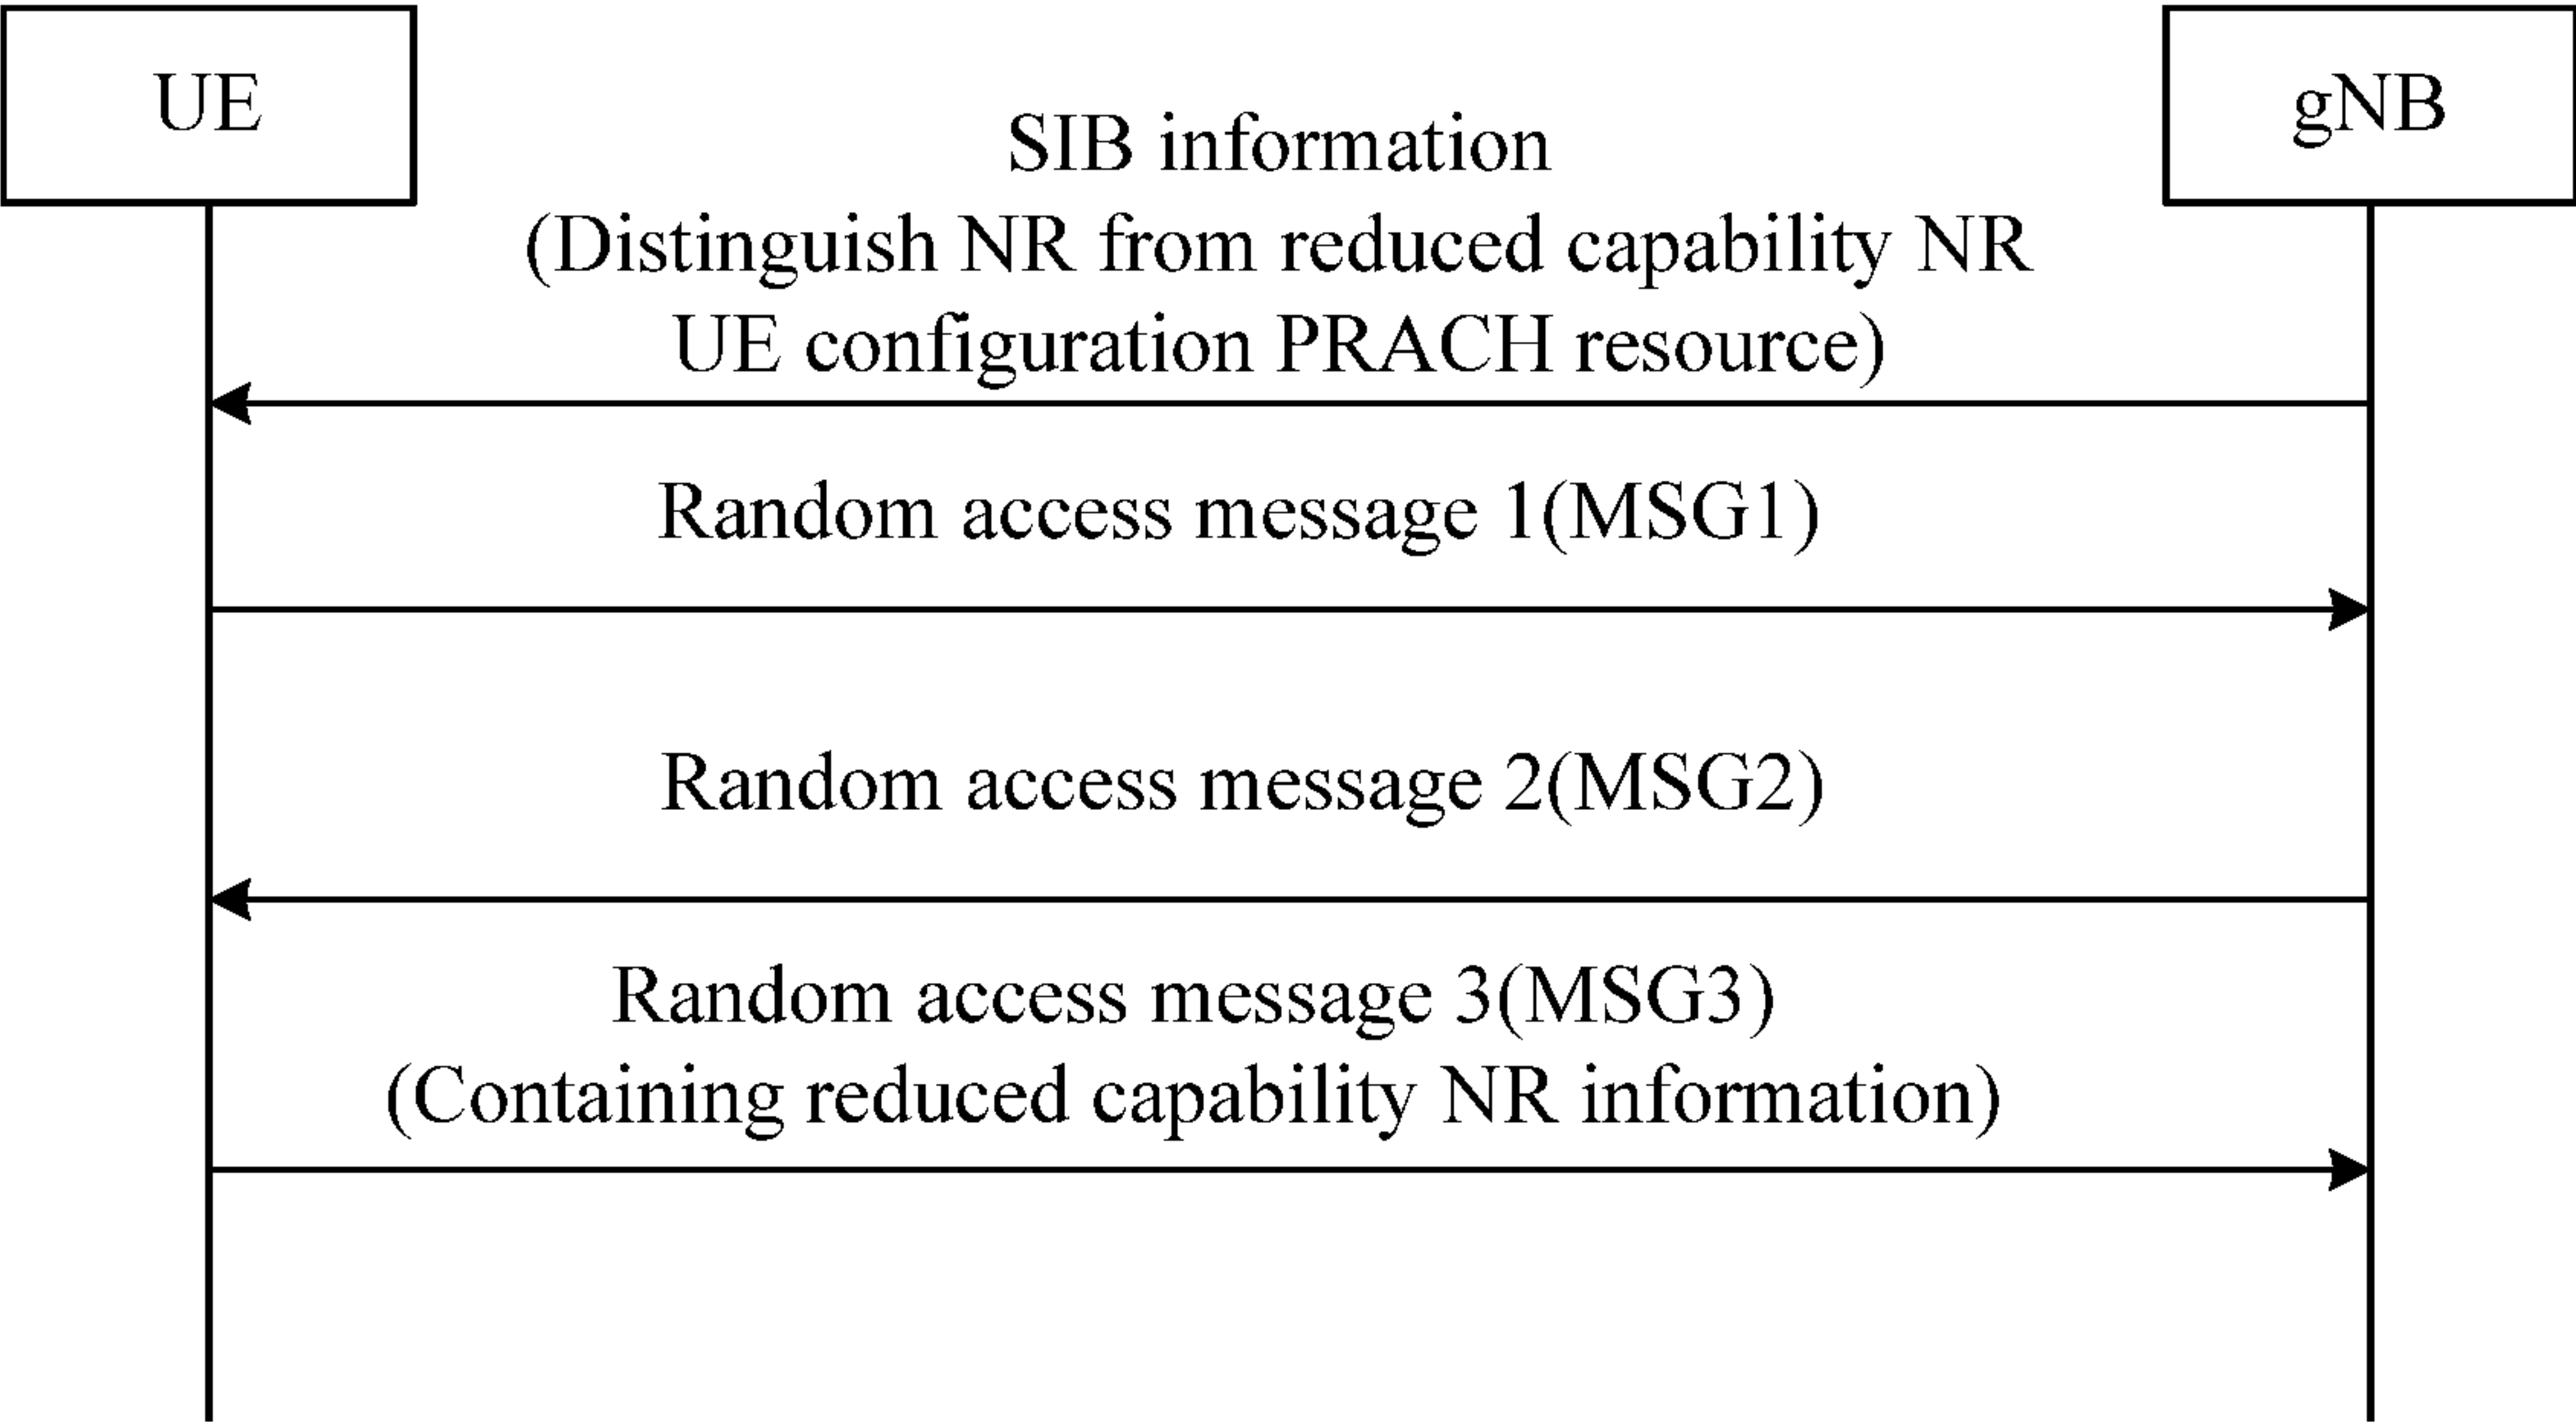 UE
gNB
SIB information
(Distinguish NR from reduced capability NR
UE configuration PRACH resource)
Random access message 1(MSG1)
Random access message 2(MSG2)
Random access message 3(MSG3)
(Containing reduced capability NR information)